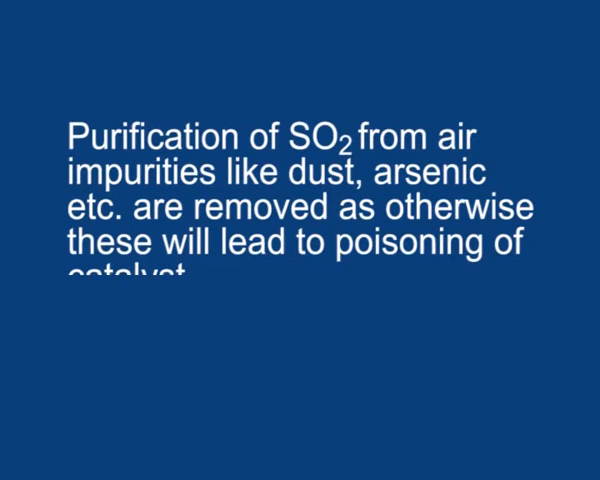 Purification of SO₂ from air
impurities like dust, arsenic
etc. are removed as otherwise
these will lead to poisoning of
catalyst